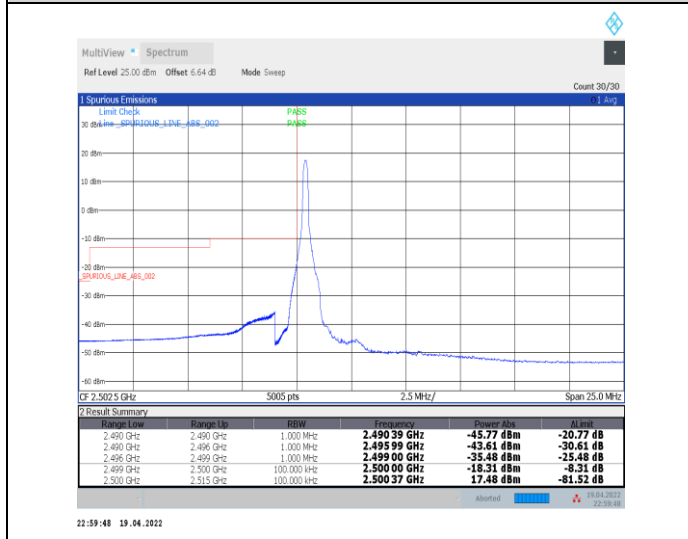 MultiView Spectrum
Ref Level 25.00 dBm Offset 6.64 dB Mode Sweep
Count 30/30
1 Spurious Emissions 1 Avg
Limit Check PASS
30 dBm Line _SPURIOUS_LINE_ABS_002 PASS
20 dBm
10 dBm
0 dBm
-10 dBm
-20 dBm
_SPURIOUS_LINE_ABS_002
-30 dBm
-40 dBm
-50 dBm
-60 dBm
CF 2.502 5 GHz 5005 pts 2.5 MHz/ Span 25.0 MHz
2 Result Summary
Range Low Range Up RBW Frequency Power Abs ΔLimit
2.490 GHz 2.490 GHz 1.000 MHz 2.490 39 GHz -45.77 dBm -20.77 dB
2.490 GHz 2.496 GHz 1.000 MHz 2.495 99 GHz -43.61 dBm -30.61 dB
2.496 GHz 2.499 GHz 1.000 MHz 2.499 00 GHz -35.48 dBm -25.48 dB
2.499 GHz 2.500 GHz 100.000 kHz 2.500 00 GHz -18.31 dBm -8.31 dB
2.500 GHz 2.515 GHz 100.000 kHz 2.500 37 GHz 17.48 dBm -81.52 dB
Aborted 19.04.2022
22:59:48
22:59:48 19.04.2022